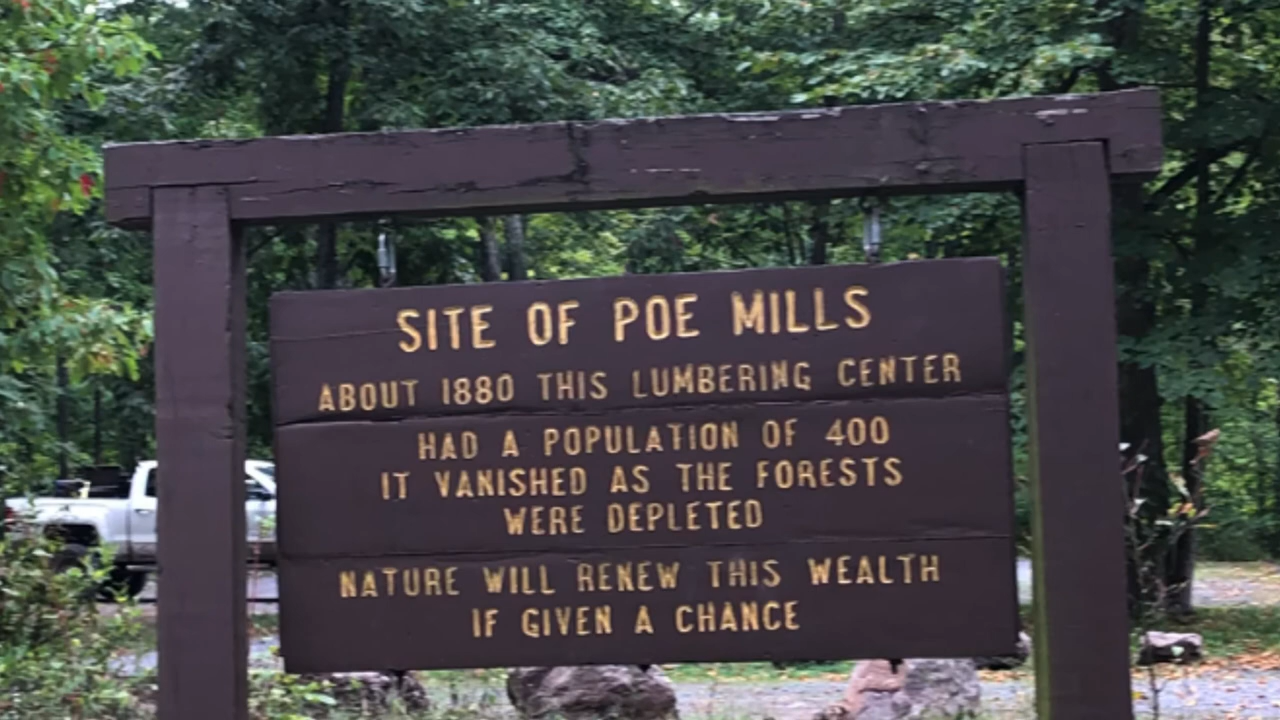 SITE OF POE MILLS
ABOUT 1880 THIS LUMBERING CENTER
HAD A POPULATION OF 400
IT VANISHED AS THE FORESTS
WERE DEPLETED
NATURE WILL RENEW THIS WEALTH
IF GIVEN A CHANCE